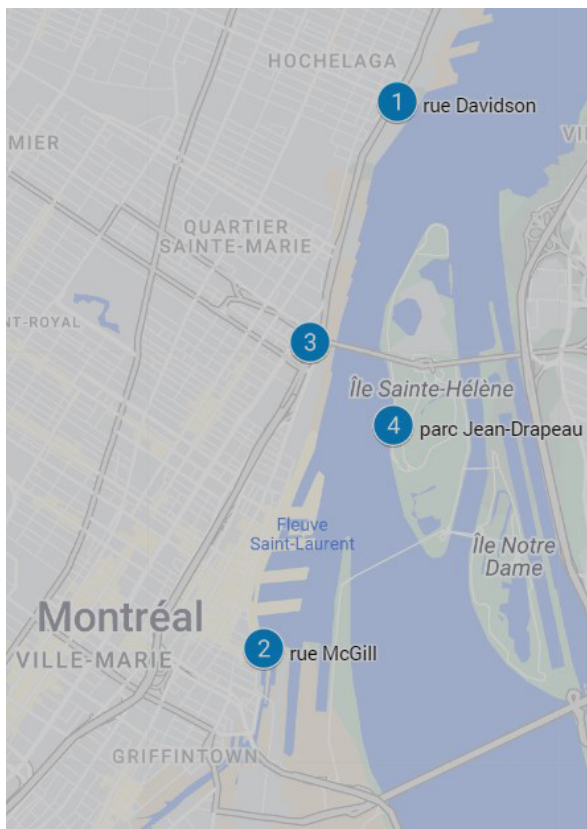 HOCHELAGA
1
rue Davidson
MIER
VI
QUARTIER
SAINTE-MARIE
NT-ROYAL
3
Île Sainte-Hélène
4
parc Jean-Drapeau
Fleuve
Saint-Laurent
Île Notre
Dame
Montréal
2
rue McGill
VILLE-MARIE
GRIFFINTOWN